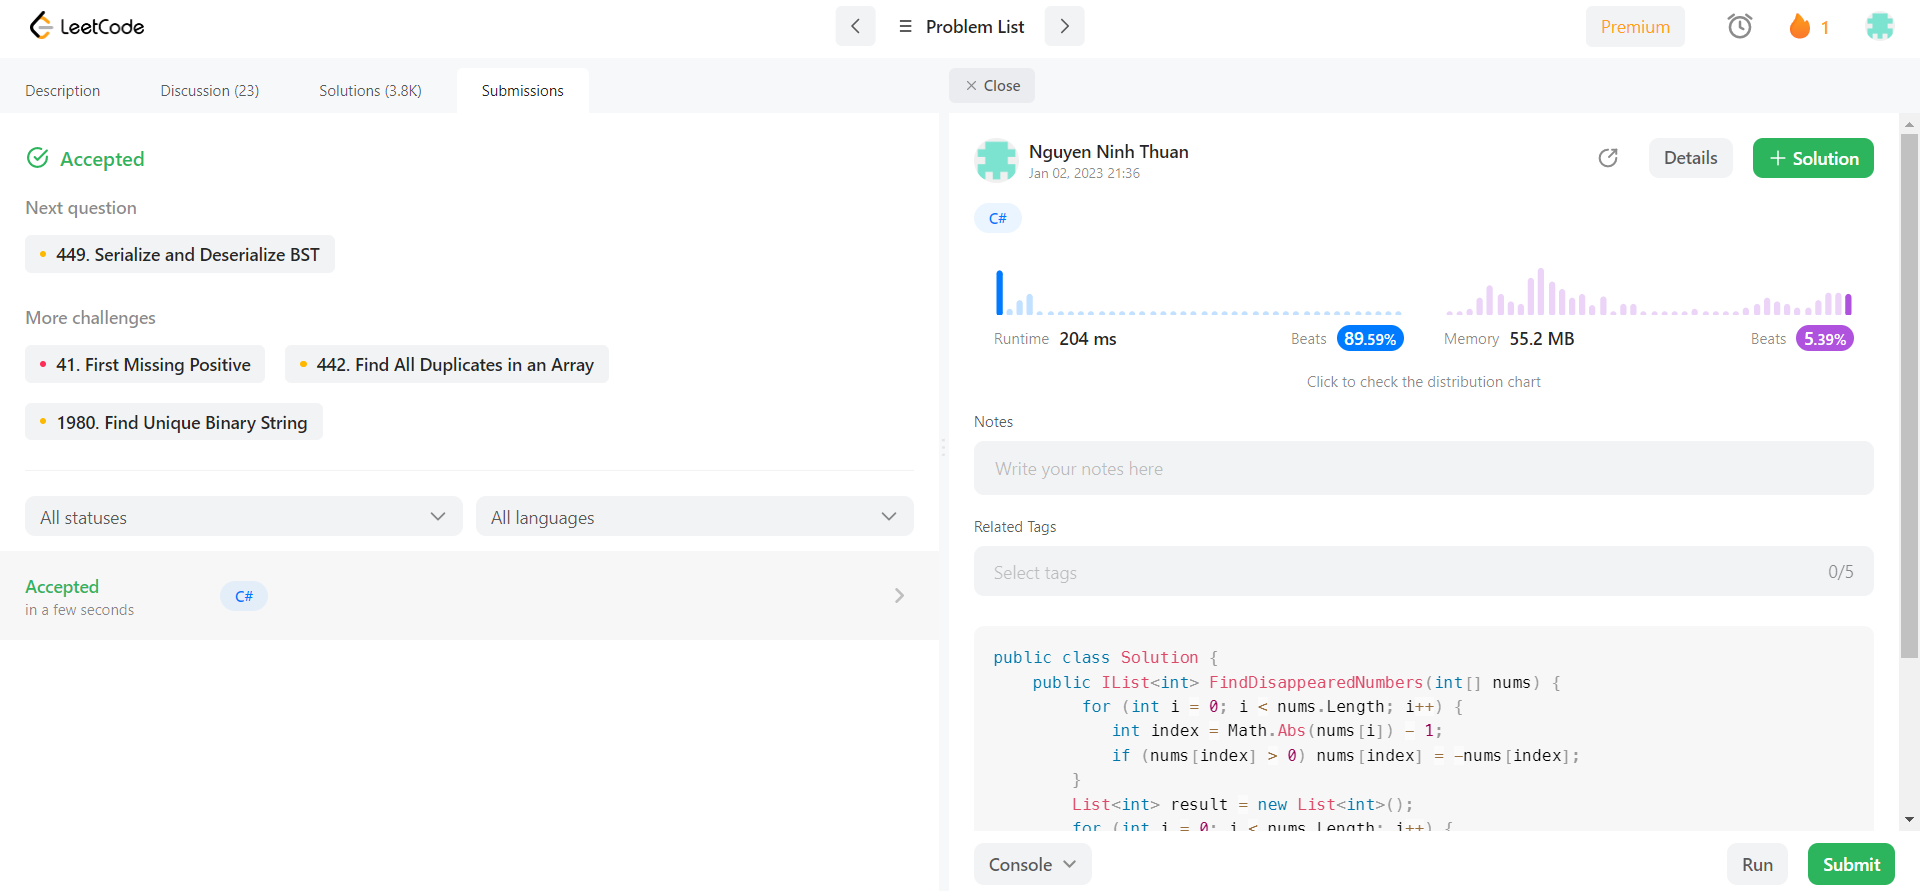 LeetCode
Problem List
Premium
1
Description
Discussion (23)
Solutions (3.8K)
Submissions
Close
Accepted
Next question
449. Serialize and Deserialize BST
More challenges
41. First Missing Positive
442. Find All Duplicates in an Array
1980. Find Unique Binary String
All statuses
All languages
Accepted
in a few seconds
C#
Nguyen Ninh Thuan
Jan 02, 2023 21:36
Details
+ Solution
C#
Runtime 204 ms
Beats 89.59%
Memory 55.2 MB
Beats 5.39%
Click to check the distribution chart
Notes
Write your notes here
Related Tags
Select tags
0/5
public class Solution {
    public IList<int> FindDisappearedNumbers(int[] nums) {
         for (int i = 0; i < nums.Length; i++) {
            int index = Math.Abs(nums[i]) - 1;
            if (nums[index] > 0) nums[index] = -nums[index];
        }
        List<int> result = new List<int>();
        for (int i = 0; i < nums.Length; i++) {
Console
Run
Submit